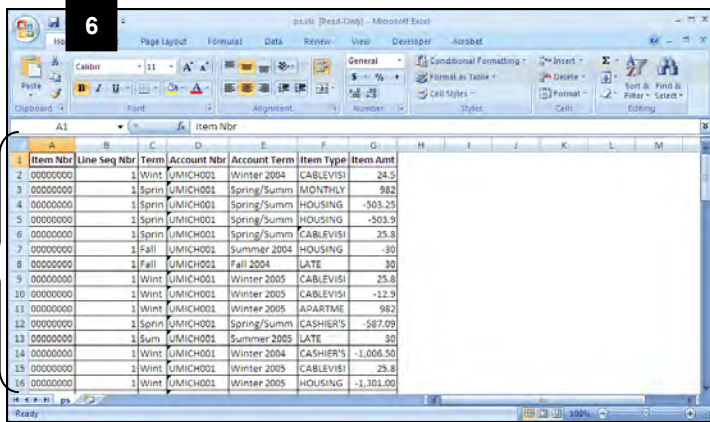 6
ps.xls [Read-Only] - Microsoft Excel
Page Layout Formulas Data Review View Developer Acrobat
Calibri 11 A A General Conditional Formatting Insert Σ
Paste B I U A $ % , Format as Table Delete Sort & Filter Find & Select
Cell Styles Format
Clipboard Font Alignment Number Styles Cells Editing
A1 fx Item Nbr
A B C D E F G H I J K L M
1 Item Nbr Line Seq Nbr Term Account Nbr Account Term Item Type Item Amt
2 00000000 1 Wint UMICH001 Winter 2004 CABLEVISI 24.5
3 00000000 1 Sprin UMICH001 Spring/Summ MONTHLY 982
4 00000000 1 Sprin UMICH001 Spring/Summ HOUSING -503.25
5 00000000 1 Sprin UMICH001 Spring/Summ HOUSING -503.9
6 00000000 1 Sprin UMICH001 Spring/Summ CABLEVISI 25.8
7 00000000 1 Fall UMICH001 Summer 2004 HOUSING -30
8 00000000 1 Fall UMICH001 Fall 2004 LATE 30
9 00000000 1 Wint UMICH001 Winter 2005 CABLEVISI 25.8
10 00000000 1 Wint UMICH001 Winter 2005 CABLEVISI -12.9
11 00000000 1 Wint UMICH001 Winter 2005 APARTME 982
12 00000000 1 Sprin UMICH001 Spring/Summ CASHIER'S -587.09
13 00000000 1 Sum UMICH001 Summer 2005 LATE 30
14 00000000 1 Wint UMICH001 Winter 2004 CASHIER'S -1,006.50
15 00000000 1 Wint UMICH001 Winter 2005 CABLEVISI 25.8
16 00000000 1 Wint UMICH001 Winter 2005 HOUSING -1,301.00
ps
Ready 100%